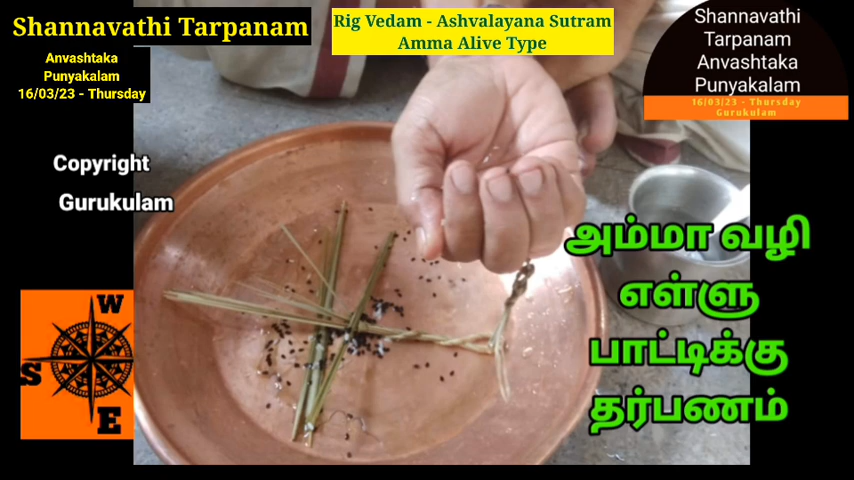 Shannavathi Tarpanam
Anvashtaka
Punyakalam
16/03/23 - Thursday
Rig Vedam - Ashvalayana Sutram
Amma Alive Type
Shannavathi
Tarpanam
Anvashtaka
Punyakalam
16/03/23 - Thursday
Gurukulam
Copyright
Gurukulam
அம்மா வழி
எள்ளு
பாட்டிக்கு
தர்பணம்
W
S
E